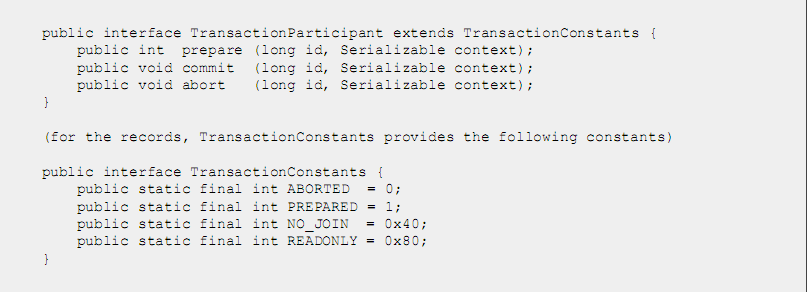 public interface TransactionParticipant extends TransactionConstants {
    public int  prepare (long id, Serializable context);
    public void commit  (long id, Serializable context);
    public void abort   (long id, Serializable context);
}
(for the records, TransactionConstants provides the following constants)
public interface TransactionConstants {
    public static final int ABORTED  = 0;
    public static final int PREPARED = 1;
    public static final int NO_JOIN  = 0x40;
    public static final int READONLY = 0x80;
}